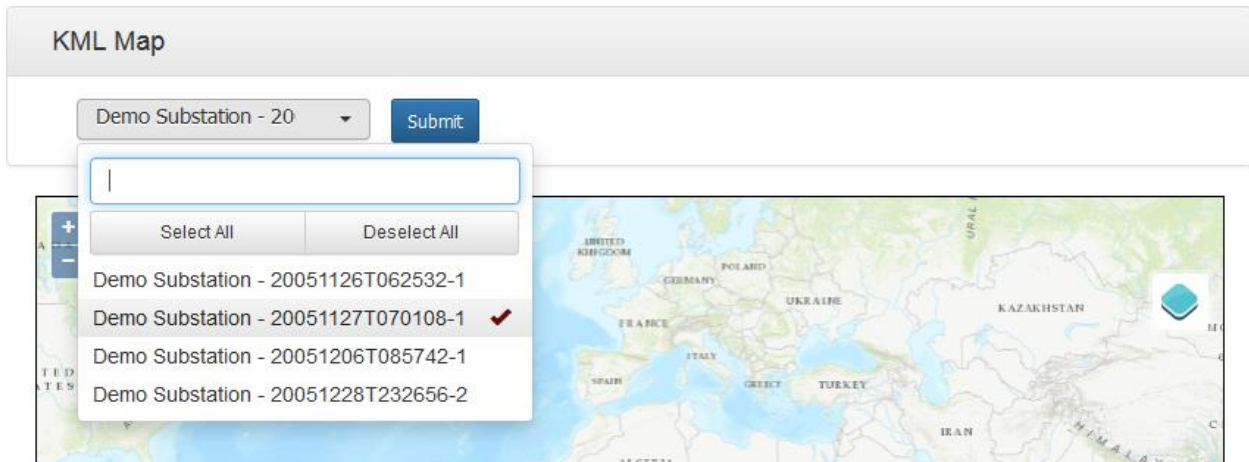 KML Map
Demo Substation - 20
Submit
Select All Deselect All
Demo Substation - 20051126T062532-1
Demo Substation - 20051127T070108-1
Demo Substation - 20051206T085742-1
Demo Substation - 20051228T232656-2
+
−
URAL
UNITED
KINGDOM
POLAND
GERMANY
UKRAINE
KAZAKHSTAN
FRANCE
ITALY
SPAIN
GREECE
TURKEY
IRAN
HIMALAYA